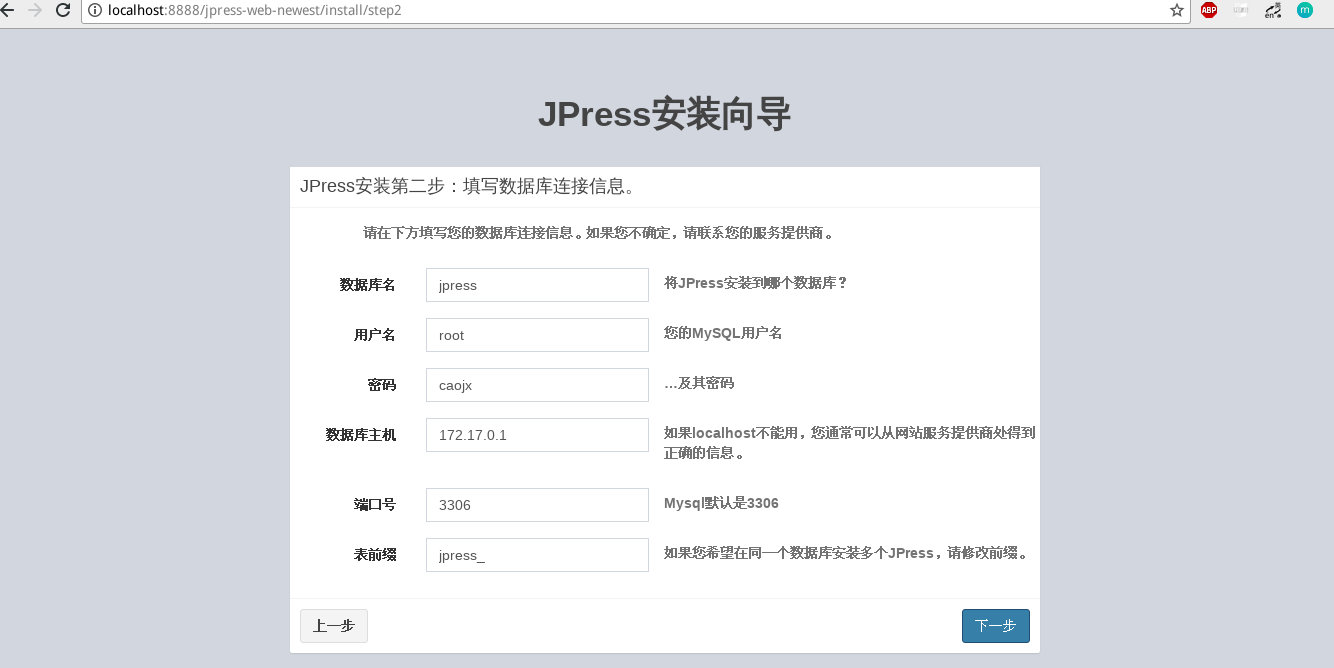 localhost:8888/jpress-web-newest/install/step2
ABP
en
m
JPress安装向导
JPress安装第二步：填写数据库连接信息。
请在下方填写您的数据库连接信息。如果您不确定，请联系您的服务提供商。
数据库名 jpress 将JPress安装到哪个数据库？
用户名 root 您的MySQL用户名
密码 caojx …及其密码
数据库主机 172.17.0.1 如果localhost不能用，您通常可以从网站服务提供商处得到
正确的信息。
端口号 3306 Mysql默认是3306
表前缀 jpress_ 如果您希望在同一个数据库安装多个JPress，请修改前缀。
上一步 下一步